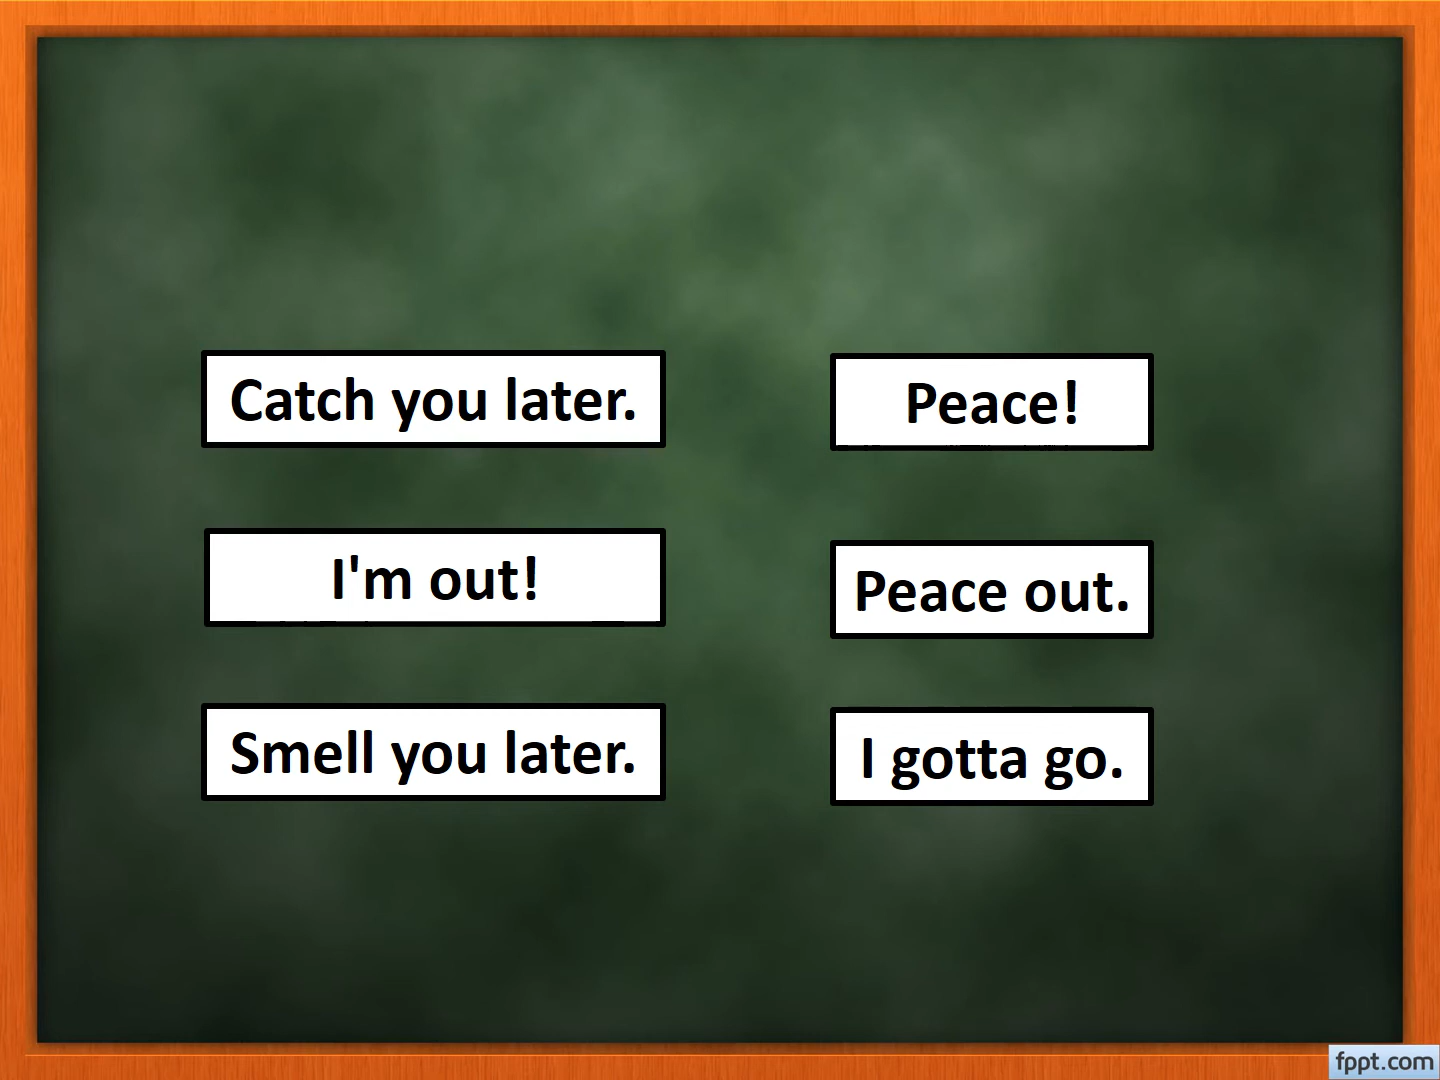 Catch you later.
Peace!
I'm out!
Peace out.
Smell you later.
I gotta go.
fppt.com